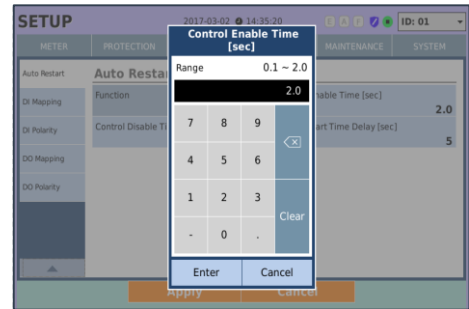 SETUP
2017-03-02 14:35:20
ID: 01
METER
PROTECTION
MAINTENANCE
SYSTEM
Control Enable Time
[sec]
Range 0.1 ~ 2.0
2.0
7 8 9
4 5 6
1 2 3
Clear
- 0 .
Enter Cancel
Auto Restart
DI Mapping
DI Polarity
DO Mapping
DO Polarity
Auto Resta
Function
nable Time [sec]
2.0
Control Disable Ti
art Time Delay [sec]
5
Apply
Cancel